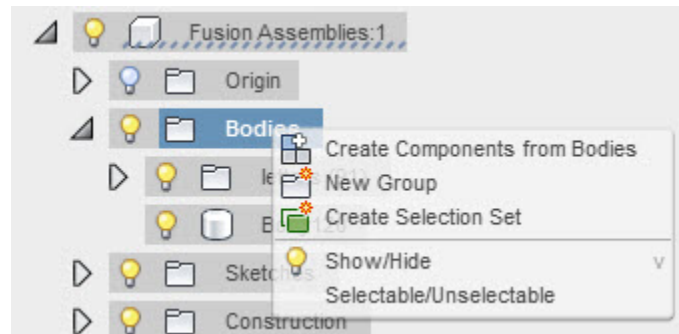 Fusion Assemblies:1
Origin
Bodies
Create Components from Bodies
New Group
Create Selection Set
Show/Hide v
Sketches
Selectable/Unselectable
Construction